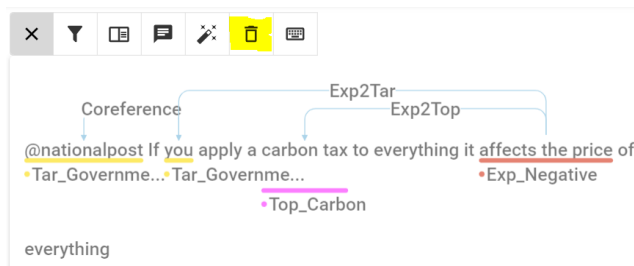 Exp2Tar
Coreference Exp2Top
@nationalpost If you apply a carbon tax to everything it affects the price of
Tar_Governme... Tar_Governme... Exp_Negative
Top_Carbon
everything